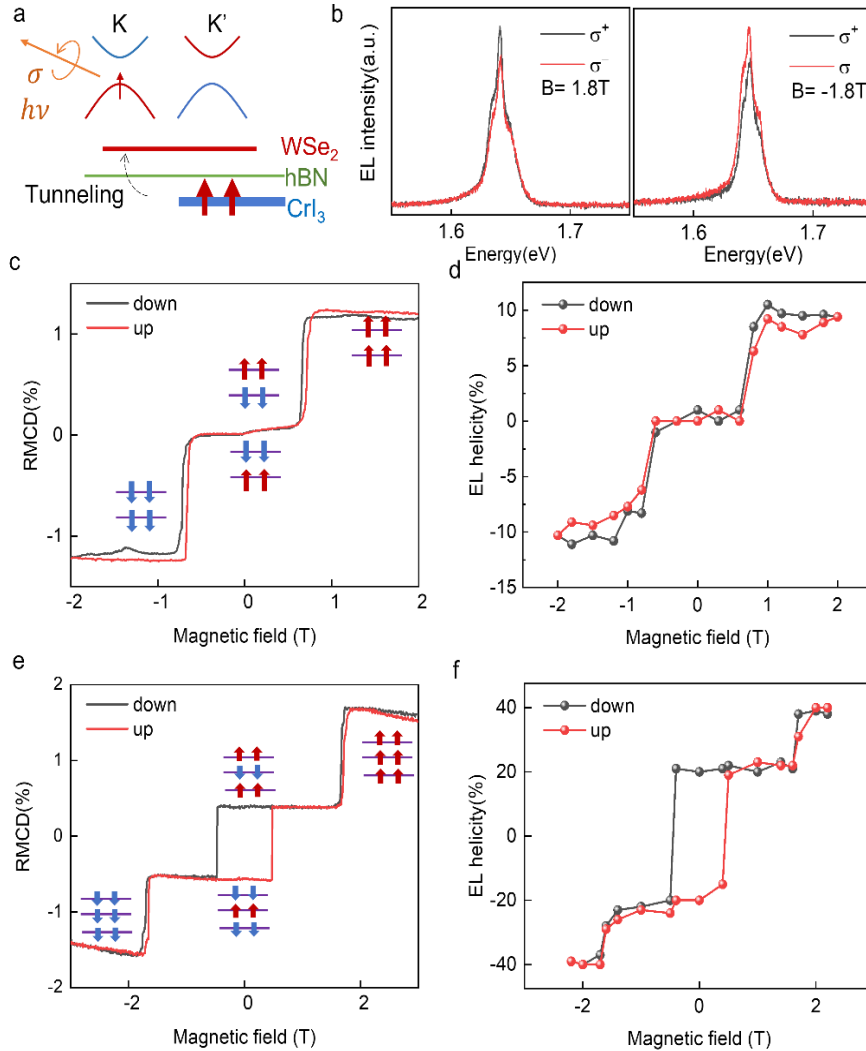 a
K K'
σ
hν
WSe2
hBN
Tunneling
CrI3
b
EL intensity(a.u.)
σ+
σ-
B= 1.8T
1.6 1.7
Energy(eV)
σ+
σ
B= -1.8T
1.6 1.7
Energy(eV)
c
RMCD(%)
down
up
1
0
-1
-2 -1 0 1 2
Magnetic field (T)
d
EL helicity(%)
down
up
10
5
0
-5
-10
-15
-2 -1 0 1 2
Magnetic field (T)
e
RMCD(%)
down
up
2
1
0
-1
-2
-2 0 2
Magnetic field (T)
f
EL helicity(%)
down
up
40
20
0
-20
-40
-2 0 2
Magnetic field (T)